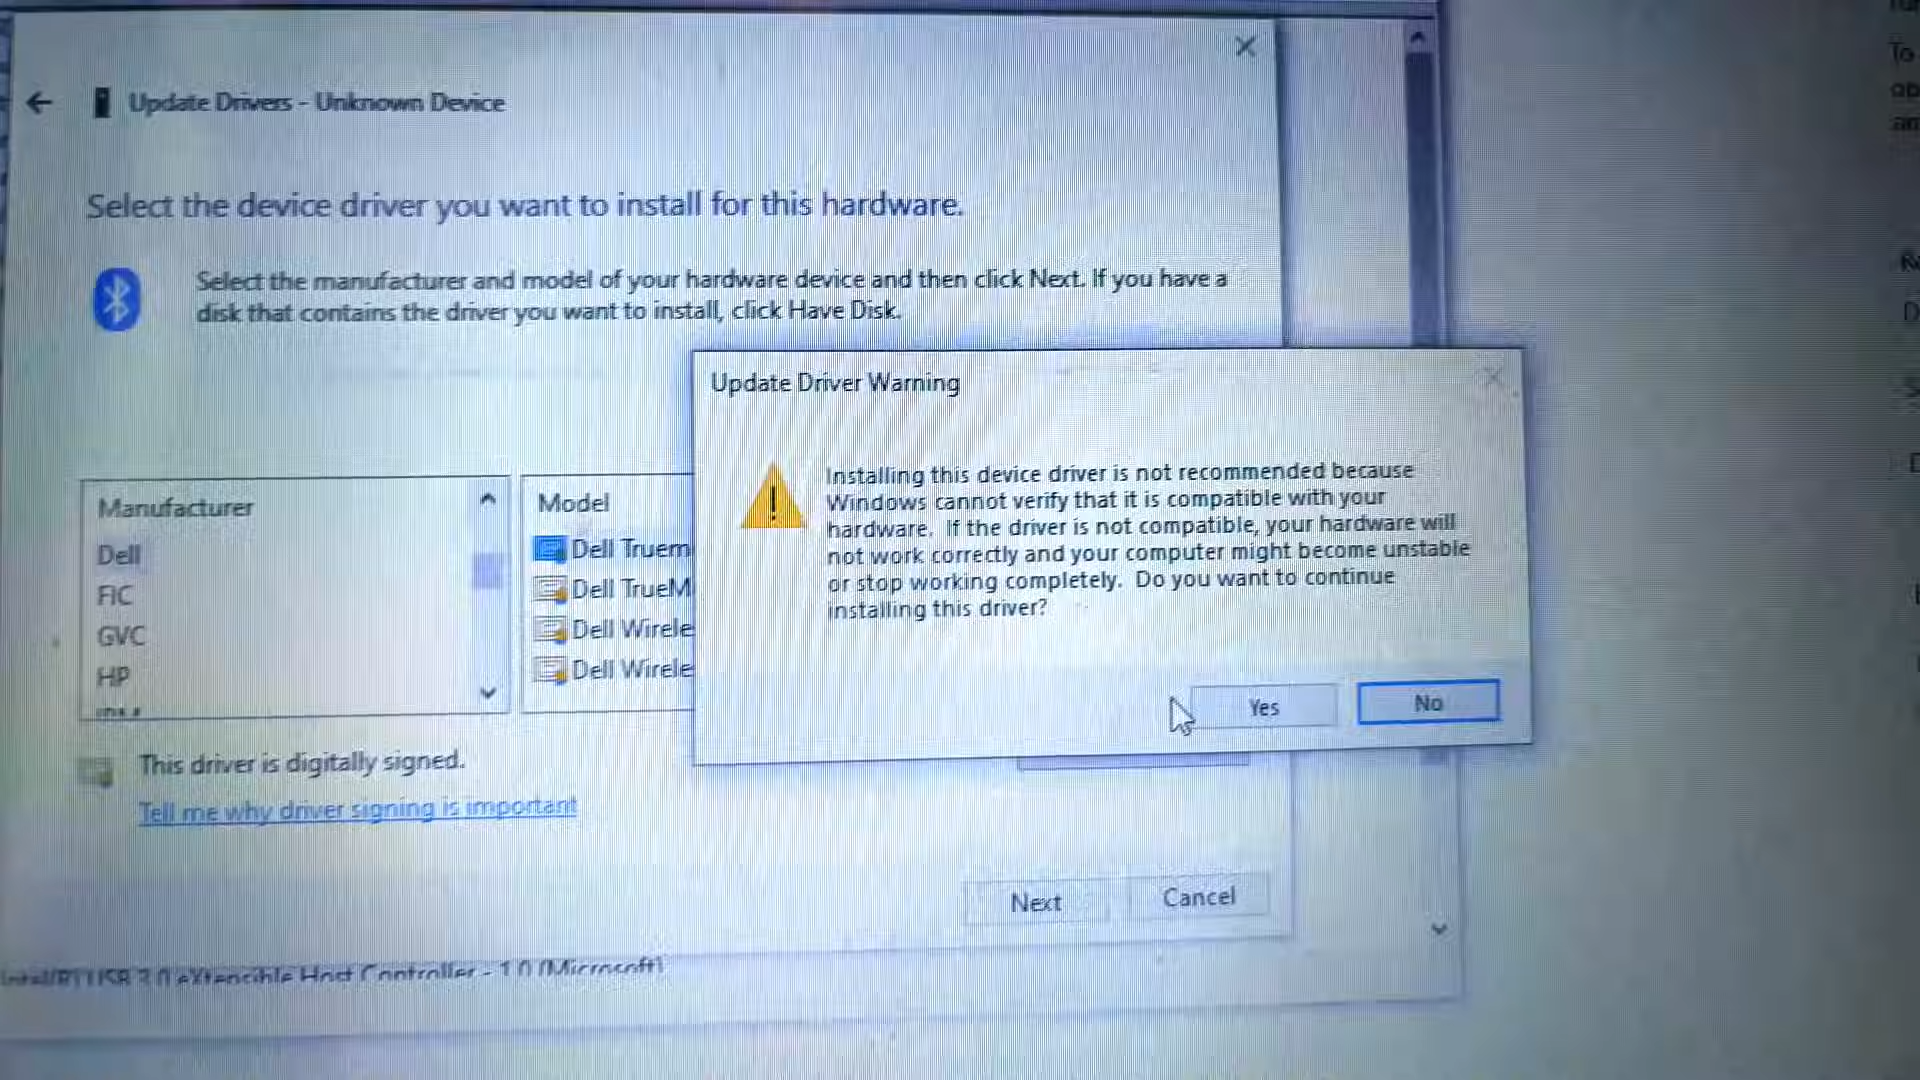 Update Drivers - Unknown Device
Select the device driver you want to install for this hardware.
Select the manufacturer and model of your hardware device and then click Next. If you have a
disk that contains the driver you want to install, click Have Disk.
Update Driver Warning
Installing this device driver is not recommended because
Windows cannot verify that it is compatible with your
hardware. If the driver is not compatible, your hardware will
not work correctly and your computer might become unstable
or stop working completely. Do you want to continue
installing this driver?
Yes
No
Manufacturer
Dell
FIC
GVC
HP
Model
Dell Truem
Dell TrueM
Dell Wirele
Dell Wirele
This driver is digitally signed.
Tell me why driver signing is important
Next
Cancel
Intel(R) USB 3.0 eXtensible Host Controller - 1.0 (Microsoft)
To